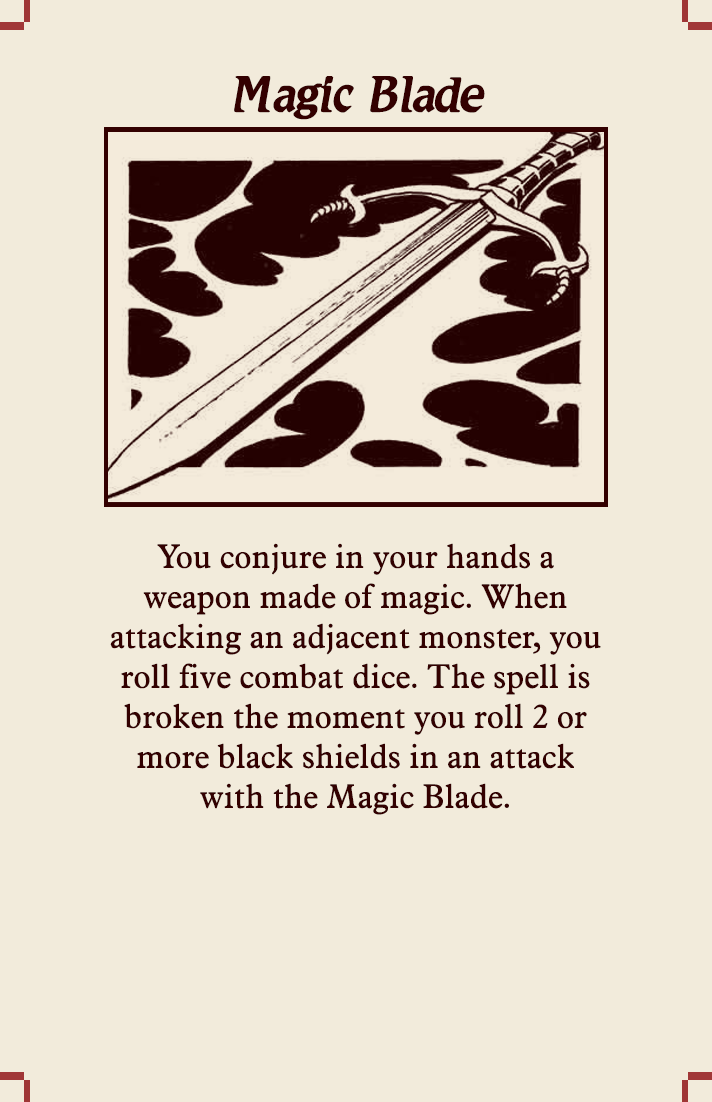 Magic Blade
You conjure in your hands a
weapon made of magic. When
attacking an adjacent monster, you
roll five combat dice. The spell is
broken the moment you roll 2 or
more black shields in an attack
with the Magic Blade.